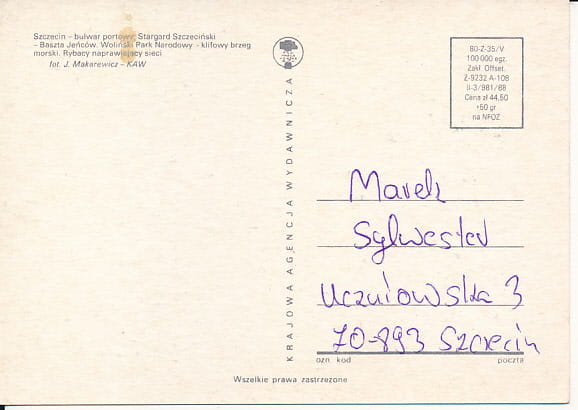 Szczecin – bulwar portowy. Stargard Szczeciński
– Baszta Jeńców. Woliński Park Narodowy - klifowy brzeg
morski. Rybacy naprawiający sieci
fot. J. Makarewicz - KAW
KRAJOWA AGENCJA WYDAWNICZA
80-Z-35/V
100 000 egz.
Zakł. Offset.
Z-9232 A-108
II-3/981/88
Cena zł 44,50
+50 gr
na NFOZ
Marek
Sylwester
Uczniowska 3
70-893 Szczecin
ozn. kod poczta
Wszelkie prawa zastrzeżone